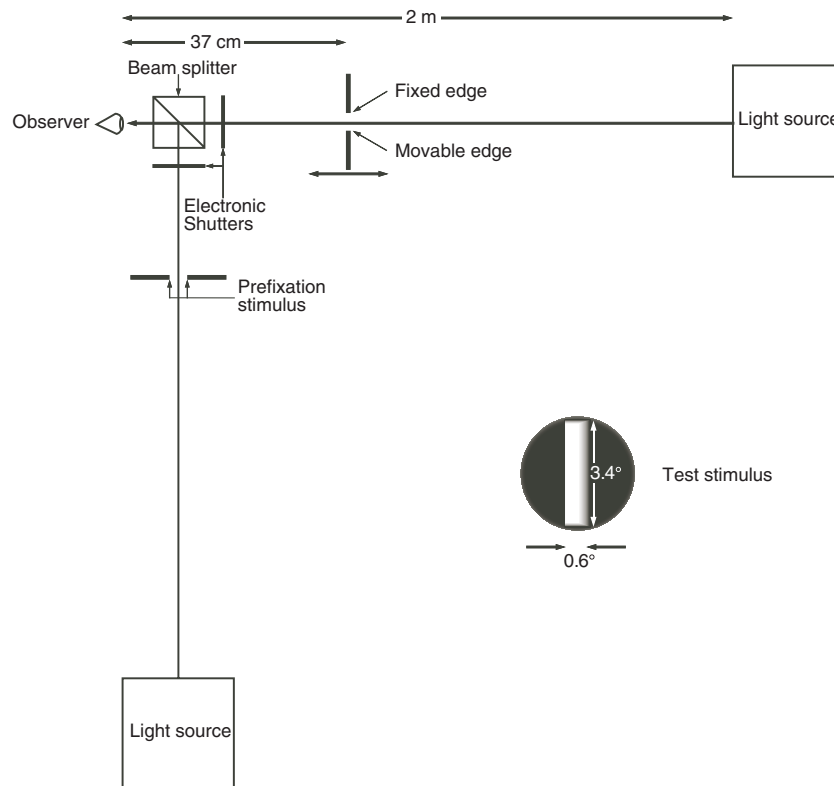 2 m
37 cm
Beam splitter
Fixed edge
Observer
Light source
Movable edge
Electronic
Shutters
Prefixation
stimulus
3.4°
Test stimulus
0.6°
Light source